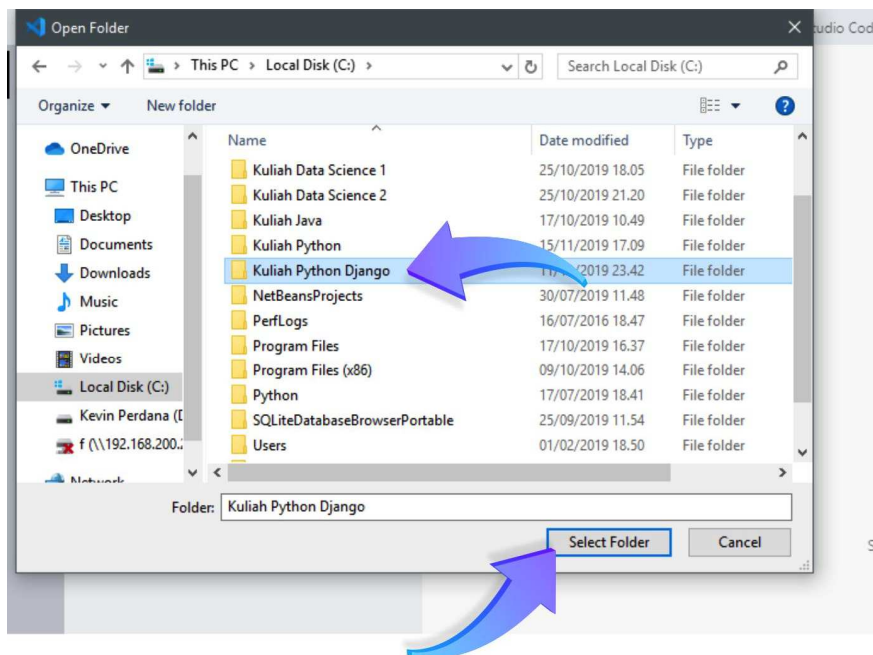 Open Folder
tudio Cod
This PC > Local Disk (C:) >
Search Local Disk (C:)
Organize
New folder
Name Date modified Type
OneDrive
This PC
Desktop
Documents
Downloads
Music
Pictures
Videos
Local Disk (C:)
Kevin Perdana (D
f (\\192.168.200.2
Network
Kuliah Data Science 1 25/10/2019 18.05 File folder
Kuliah Data Science 2 25/10/2019 21.20 File folder
Kuliah Java 17/10/2019 10.49 File folder
Kuliah Python 15/11/2019 17.09 File folder
Kuliah Python Django 2019 23.42 File folder
NetBeansProjects 30/07/2019 11.48 File folder
PerfLogs 16/07/2016 18.47 File folder
Program Files 17/10/2019 16.37 File folder
Program Files (x86) 09/10/2019 14.06 File folder
Python 17/07/2019 18.41 File folder
SQLiteDatabaseBrowserPortable 25/09/2019 11.54 File folder
Users 01/02/2019 18.50 File folder
Folder: Kuliah Python Django
Select Folder
Cancel
S